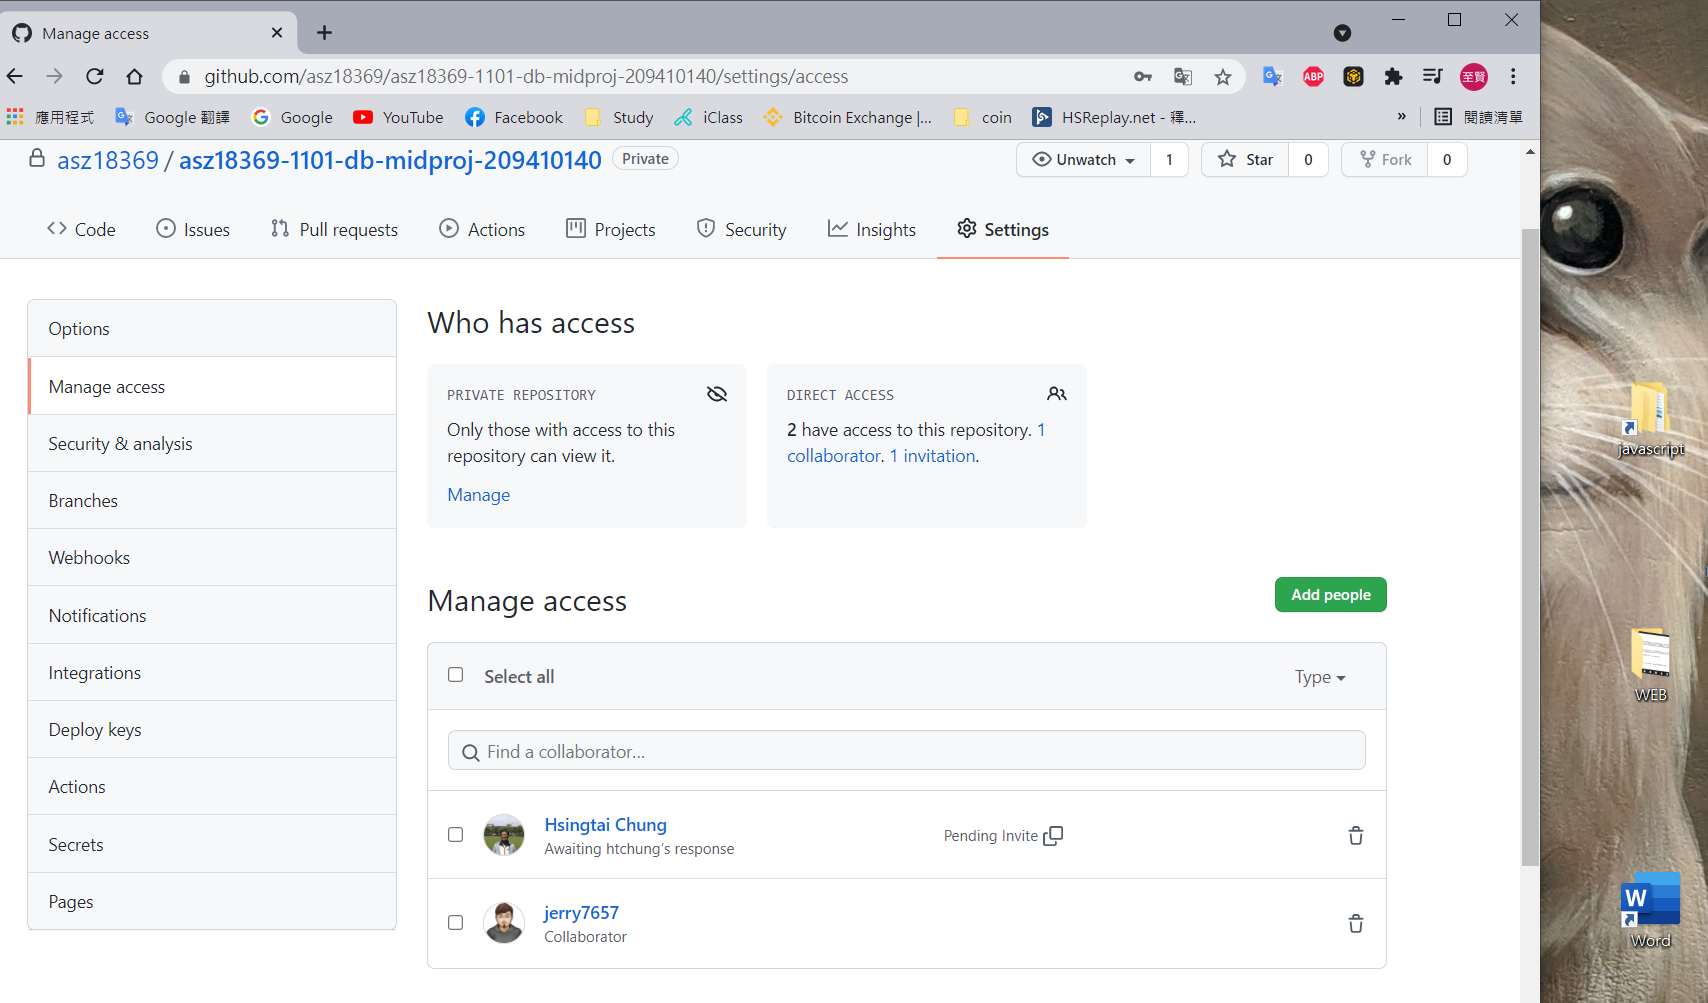 Manage access
github.com/asz18369/asz18369-1101-db-midproj-209410140/settings/access
ABP
至賢
應用程式
Google 翻譯
Google
YouTube
Facebook
Study
iClass
Bitcoin Exchange |...
coin
HSReplay.net - 釋...
»
閱讀清單
asz18369 / asz18369-1101-db-midproj-209410140 Private
Unwatch 1
Star 0
Fork 0
Code
Issues
Pull requests
Actions
Projects
Security
Insights
Settings
Options
Manage access
Security & analysis
Branches
Webhooks
Notifications
Integrations
Deploy keys
Actions
Secrets
Pages
Who has access
PRIVATE REPOSITORY
Only those with access to this
repository can view it.
Manage
DIRECT ACCESS
2 have access to this repository. 1
collaborator. 1 invitation.
Manage access
Add people
Select all
Type
Find a collaborator...
Hsingtai Chung
Awaiting htchung's response
Pending Invite
jerry7657
Collaborator
javascript
WEB
W
Word